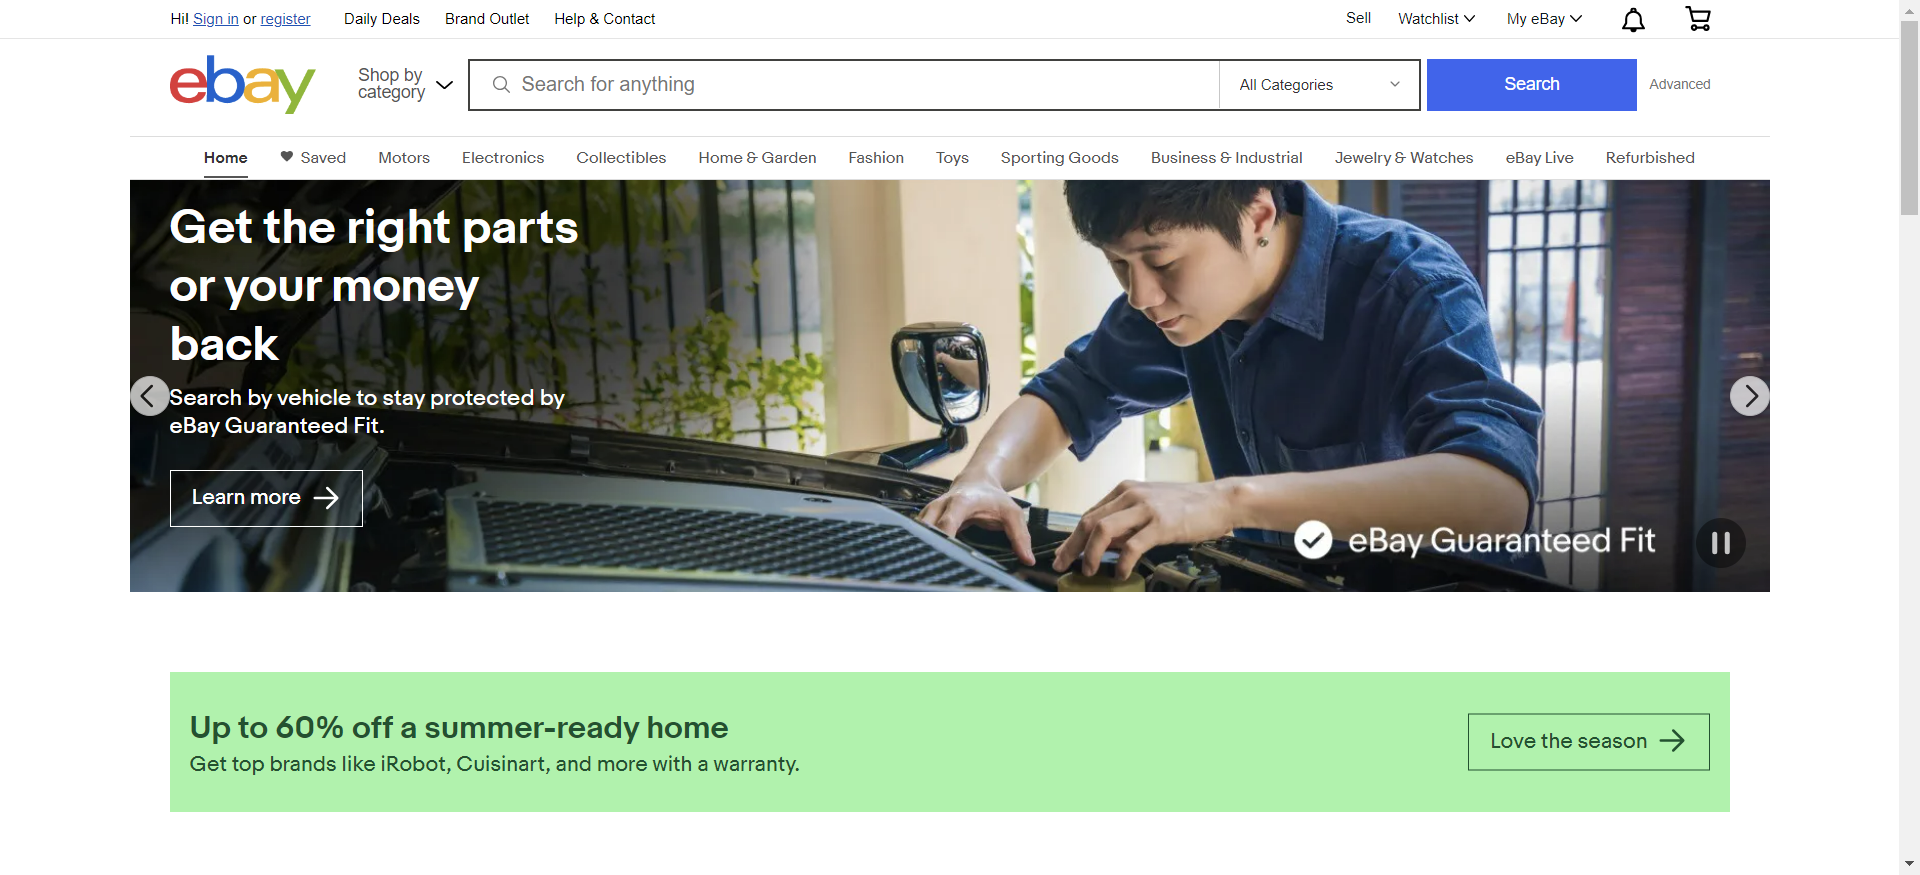 Hi! Sign in or register Daily Deals Brand Outlet Help & Contact Sell Watchlist My eBay
ebay
Shop by
category
Search for anything All Categories Search Advanced
Home Saved Motors Electronics Collectibles Home & Garden Fashion Toys Sporting Goods Business & Industrial Jewelry & Watches eBay Live Refurbished
Get the right parts
or your money
back
Search by vehicle to stay protected by
eBay Guaranteed Fit.
Learn more
eBay Guaranteed Fit
Up to 60% off a summer-ready home
Get top brands like iRobot, Cuisinart, and more with a warranty.
Love the season